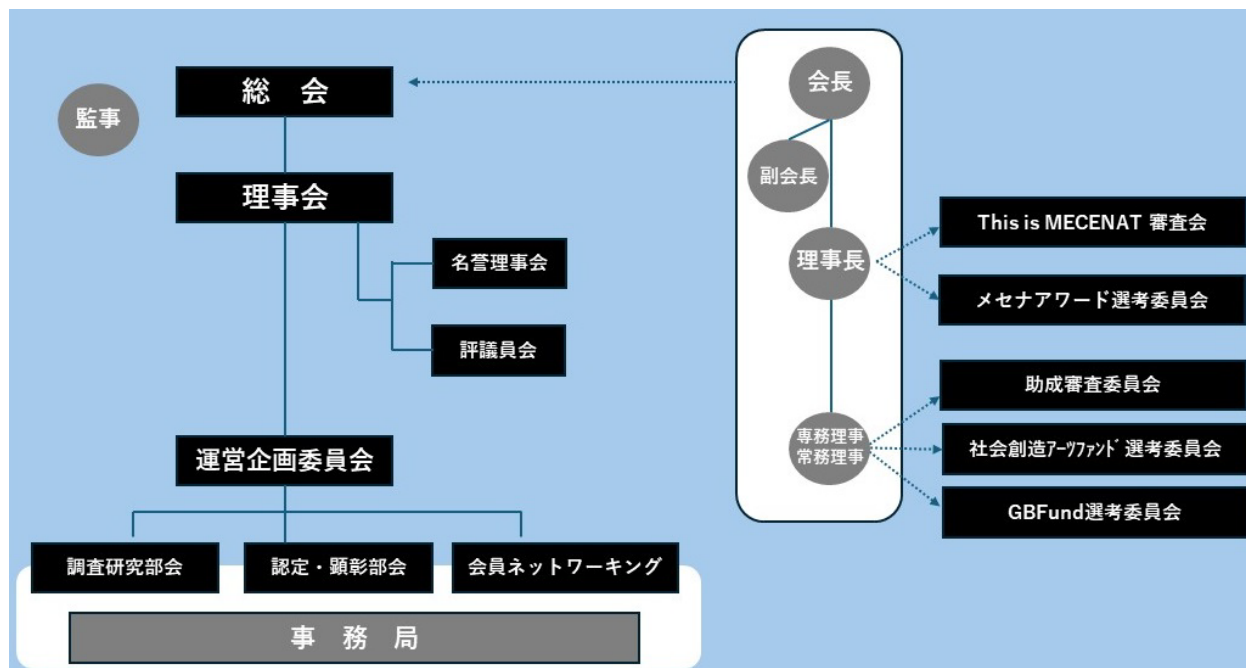 監事
総　会
理事会
名誉理事会
評議員会
運営企画委員会
調査研究部会
認定・顕彰部会
会員ネットワーキング
事　務　局
会長
副会長
理事長
専務理事
常務理事
This is MECENAT 審査会
メセナアワード選考委員会
助成審査委員会
社会創造ｱｰﾂﾌｧﾝﾄﾞ選考委員会
GBFund選考委員会